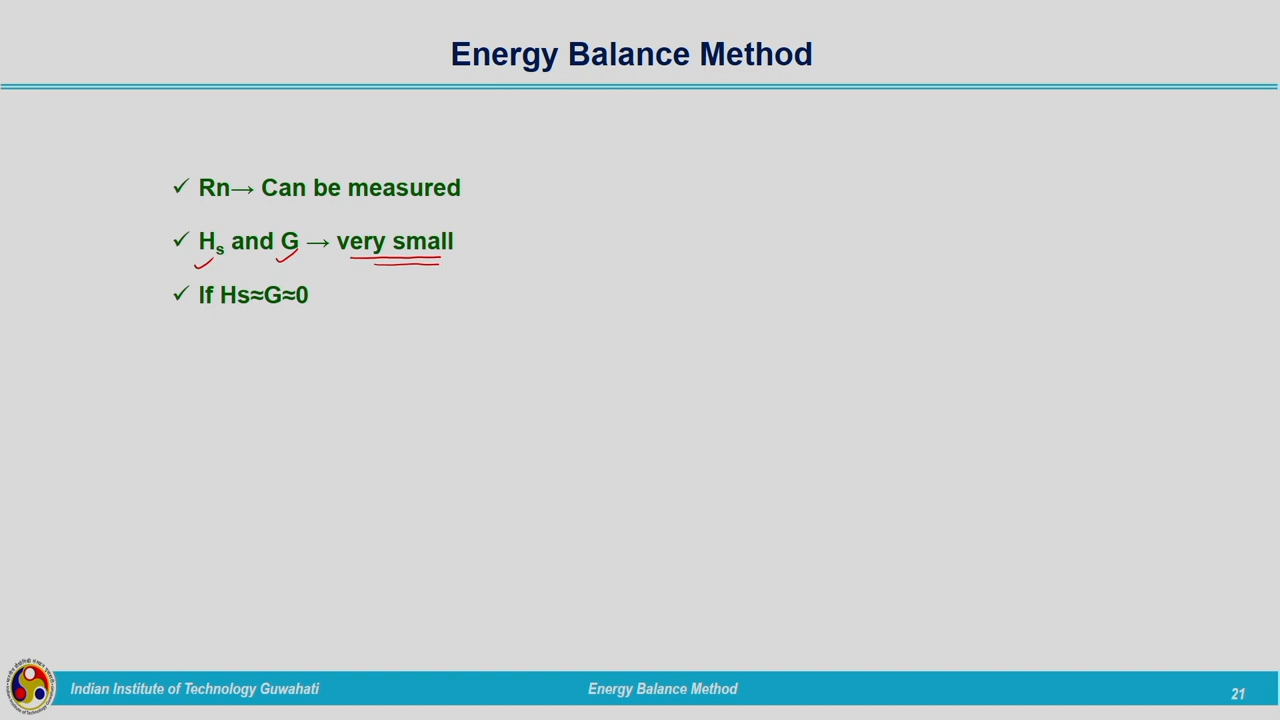 Energy Balance Method
✓ Rn→ Can be measured
✓ Hs and G → very small
✓ If Hs≈G≈0
Indian Institute of Technology Guwahati
Energy Balance Method
21